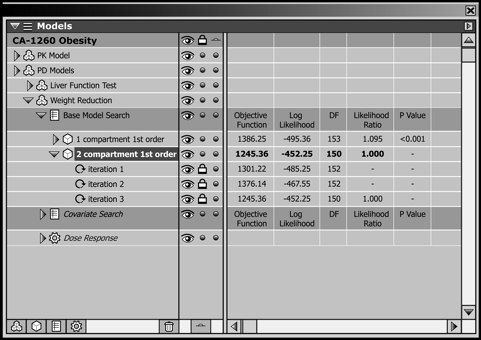 Models
CA-1260 Obesity
PK Model
PD Models
Liver Function Test
Weight Reduction
Base Model Search Objective Function Log Likelihood DF Likelihood Ratio P Value
1 compartment 1st order 1386.25 -495.36 153 1.095 <0.001
2 compartment 1st order 1245.36 -452.25 150 1.000 -
iteration 1 1301.22 -485.25 152 -
iteration 2 1376.14 -467.55 152 -
iteration 3 1245.36 -452.25 150 1.000 -
Covariate Search Objective Function Log Likelihood DF Likelihood Ratio P Value
Dose Response